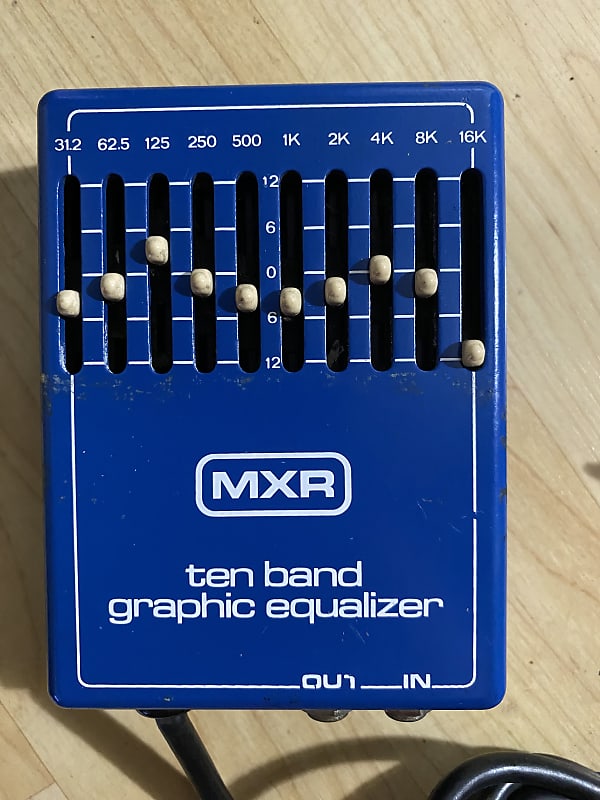 31.2 62.5 125 250 500 1K 2K 4K 8K 16K
12
6
0
6
12
MXR
ten band
graphic equalizer
OUT IN